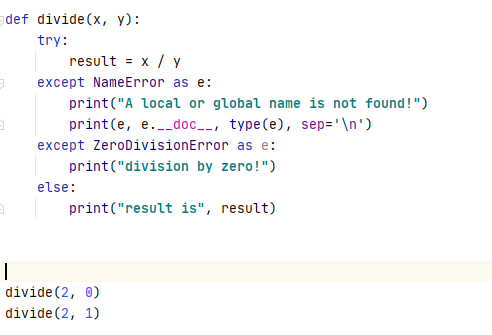 def divide(x, y):
    try:
        result = x / y
    except NameError as e:
        print("A local or global name is not found!")
        print(e, e.__doc__, type(e), sep='\n')
    except ZeroDivisionError as e:
        print("division by zero!")
    else:
        print("result is", result)
divide(2, 0)
divide(2, 1)